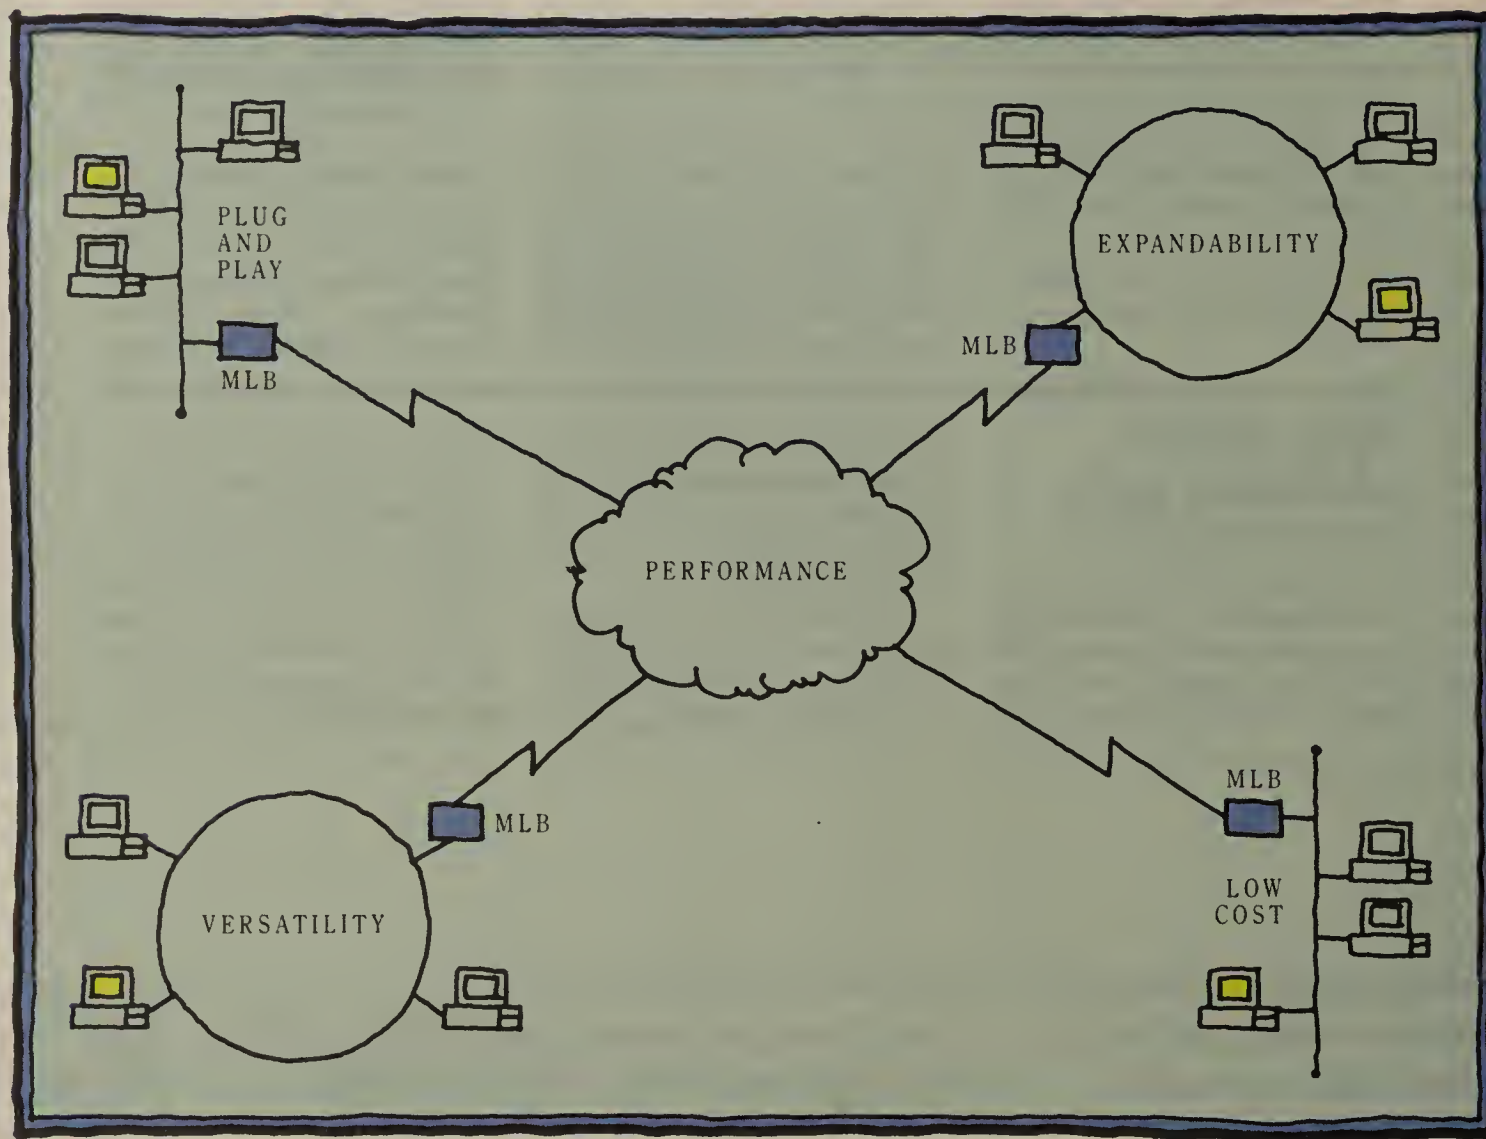 PLUG
AND
PLAY
MLB
EXPANDABILITY
MLB
PERFORMANCE
MLB
VERSATILITY
MLB
LOW
COST